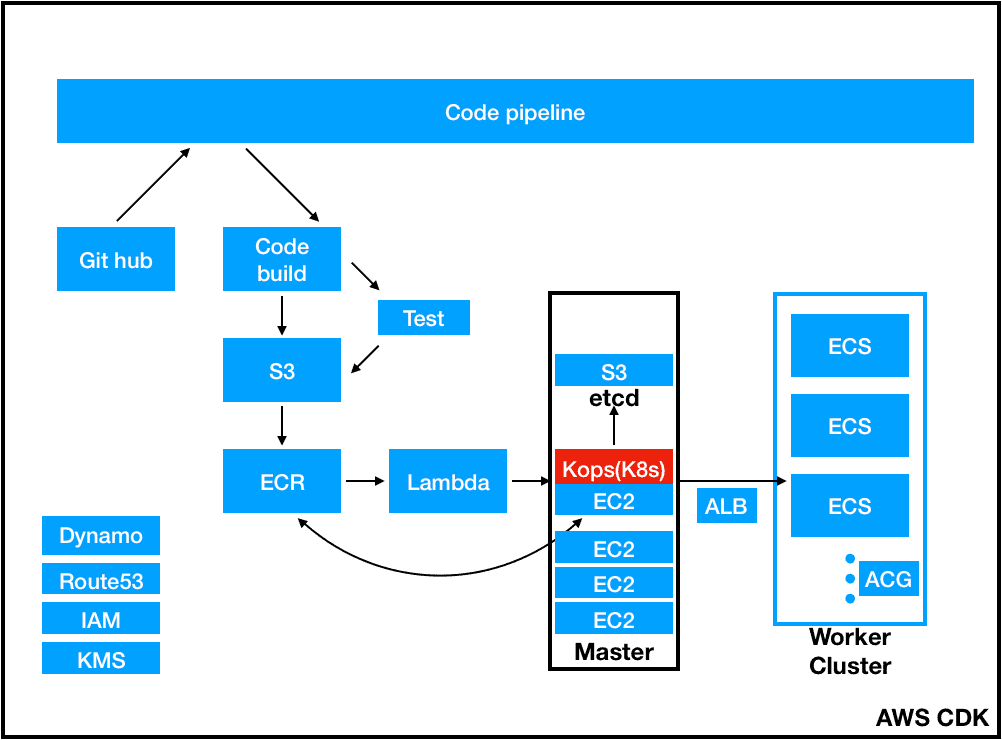 Code pipeline
Git hub
Code
build
Test
S3
ECR
Lambda
S3
etcd
Kops(K8s)
EC2
EC2
EC2
EC2
Master
ALB
ECS
ECS
ECS
ACG
Worker
Cluster
Dynamo
Route53
IAM
KMS
AWS CDK